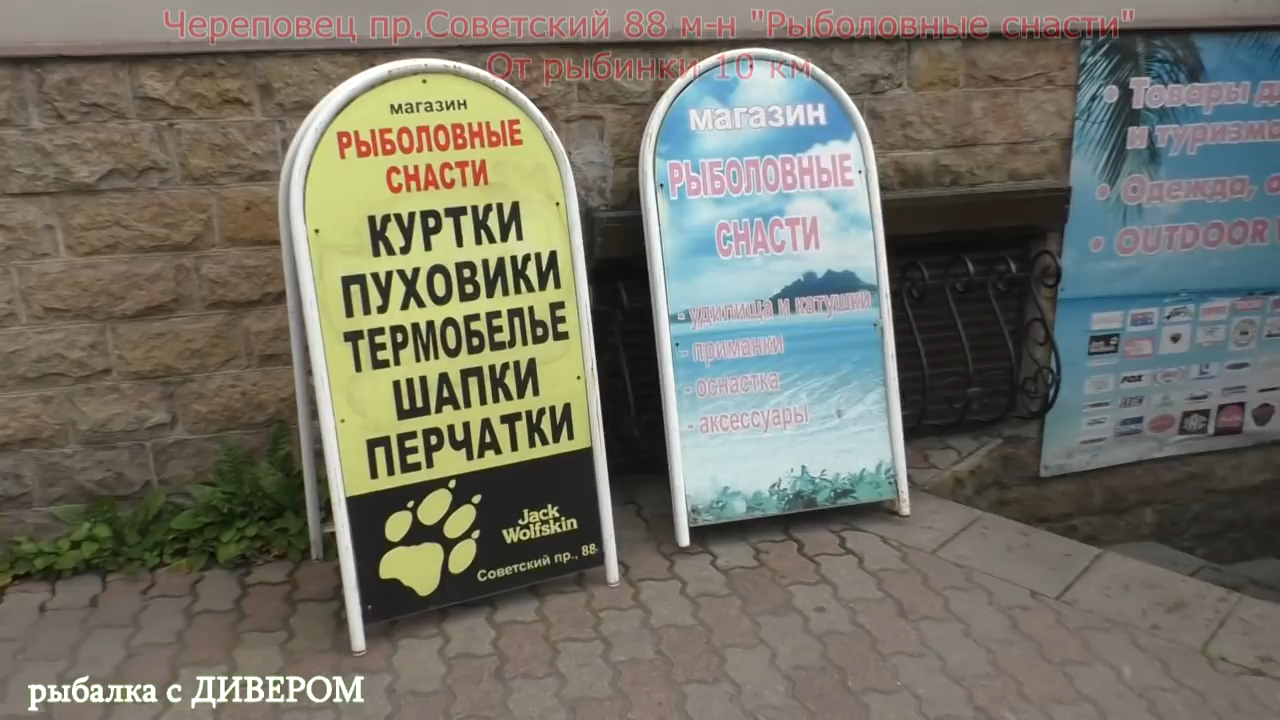 Череповец пр.Советский 88 м-н "Рыболовные снасти"
От рыбинки 10 км
магазин
РЫБОЛОВНЫЕ
СНАСТИ
КУРТКИ
ПУХОВИКИ
ТЕРМОБЕЛЬЕ
ШАПКИ
ПЕРЧАТКИ
Jack
Wolfskin
Советский пр., 88
магазин
РЫБОЛОВНЫЕ
СНАСТИ
- удилища и катушки
- приманки
- оснастка
- аксессуары
• Товары
и туризм
• Одежда,
• OUTDOOR
FOX
рыбалка с ДИВЕРОМ